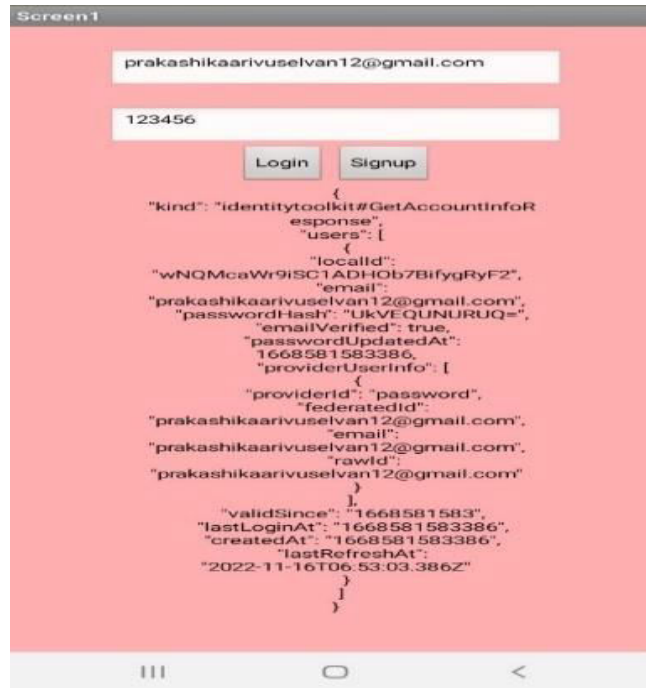 Screen1
prakashikaarivuselvan12@gmail.com
123456
Login Signup
{
"kind": "identitytoolkit#GetAccountInfoR
esponse",
"users": [
{
"localId":
"wNQMcaWr9iSC1ADHOb7BifygRyF2",
"email":
"prakashikaarivuselvan12@gmail.com",
"passwordHash": "UkVEQUNURUQ=",
"emailVerified": true,
"passwordUpdatedAt":
1668581583386,
"providerUserInfo": [
{
"providerId": "password",
"federatedId":
"prakashikaarivuselvan12@gmail.com",
"email":
"prakashikaarivuselvan12@gmail.com",
"rawId":
"prakashikaarivuselvan12@gmail.com"
}
],
"validSince": "1668581583",
"lastLoginAt": "1668581583386",
"createdAt": "1668581583386",
"lastRefreshAt":
"2022-11-16T06:53:03.386Z"
}
]
}